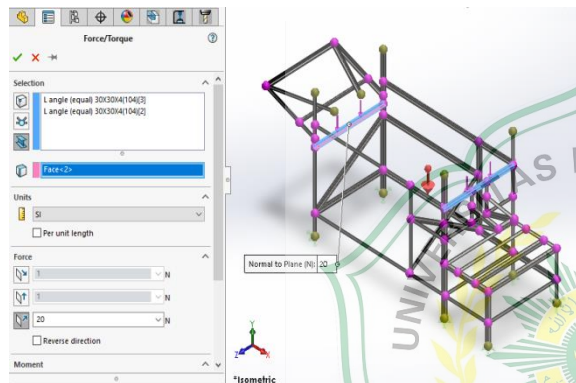 Force/Torque
Selection
L angle (equal) 30X30X4(104)[3]
L angle (equal) 30X30X4(104)[2]
Face<2>
Units
SI
Per unit length
Force
1 N
1 N
20 N
Reverse direction
Moment
Normal to Plane (N): 20
Y
Z X
*Isometric
UNIVERSITAS